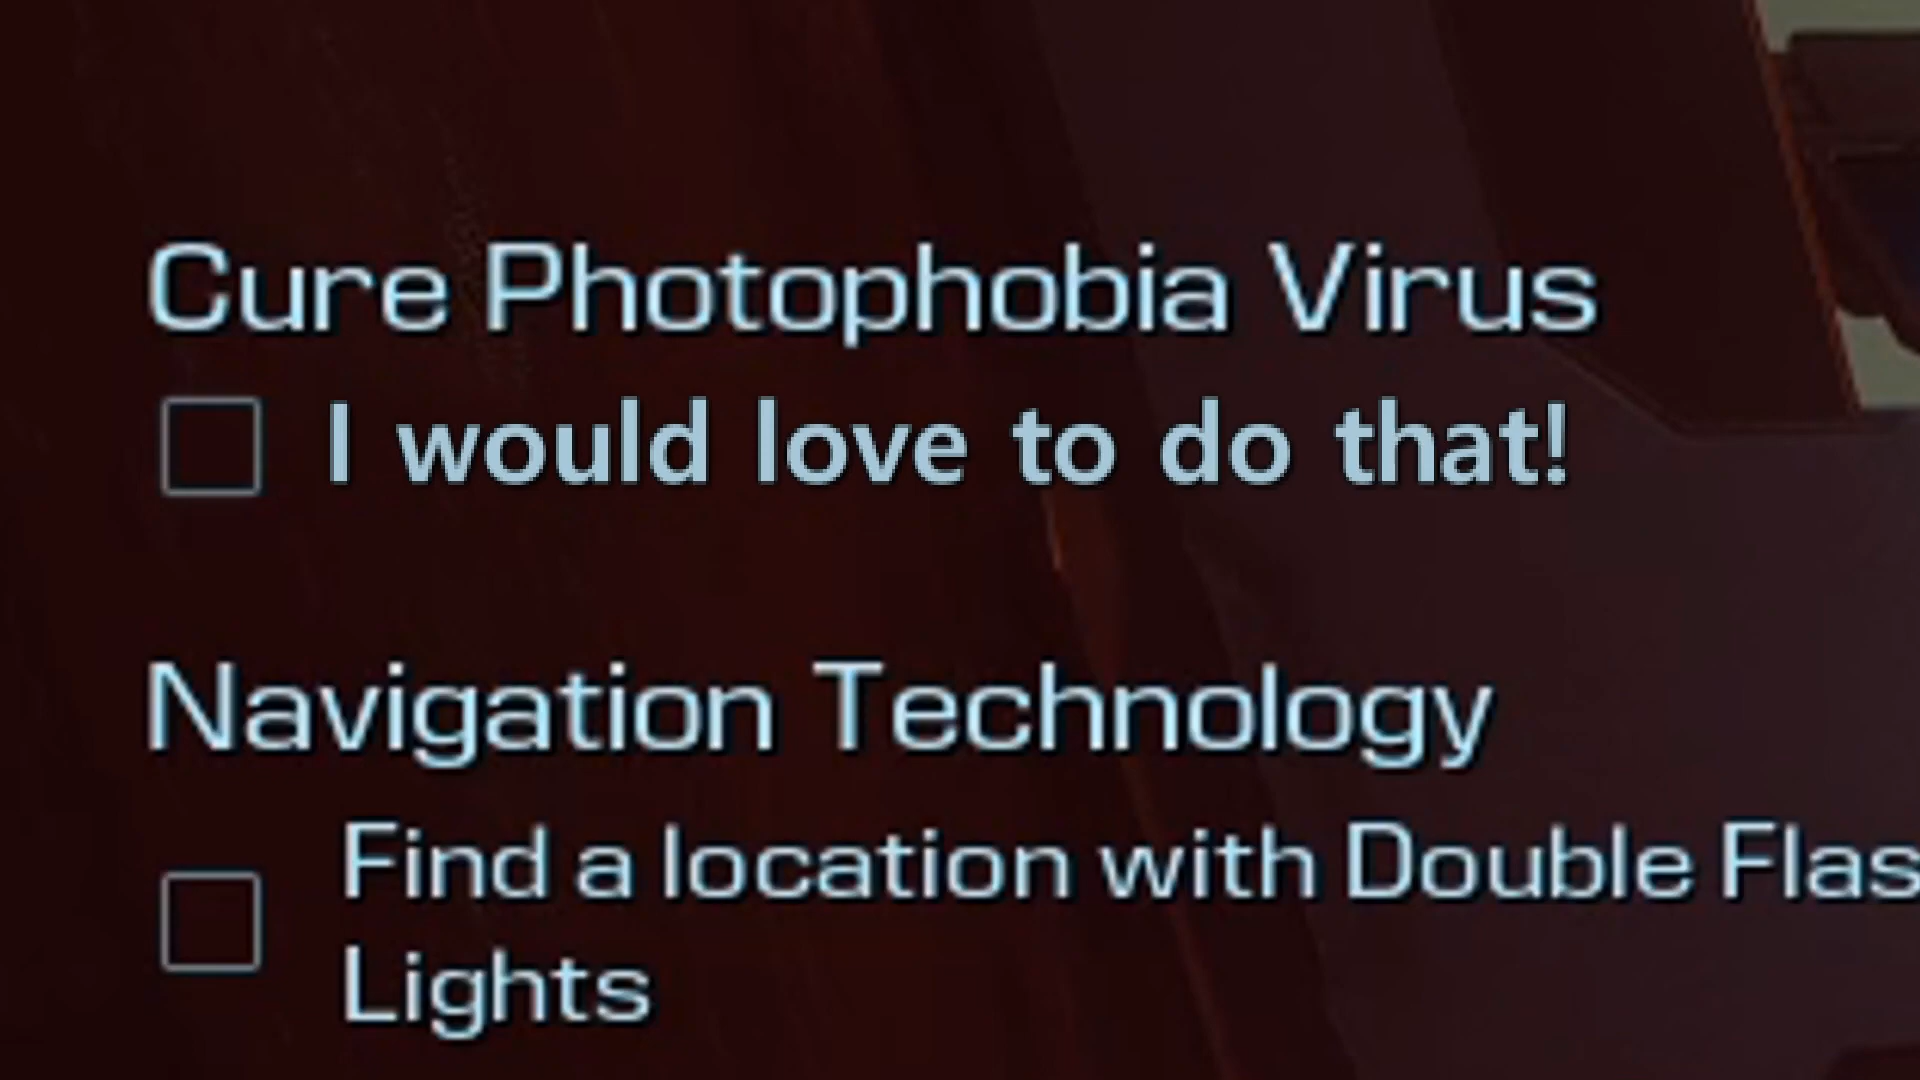 Cure Photophobia Virus
I would love to do that!
Navigation Technology
Find a location with Double
Lights